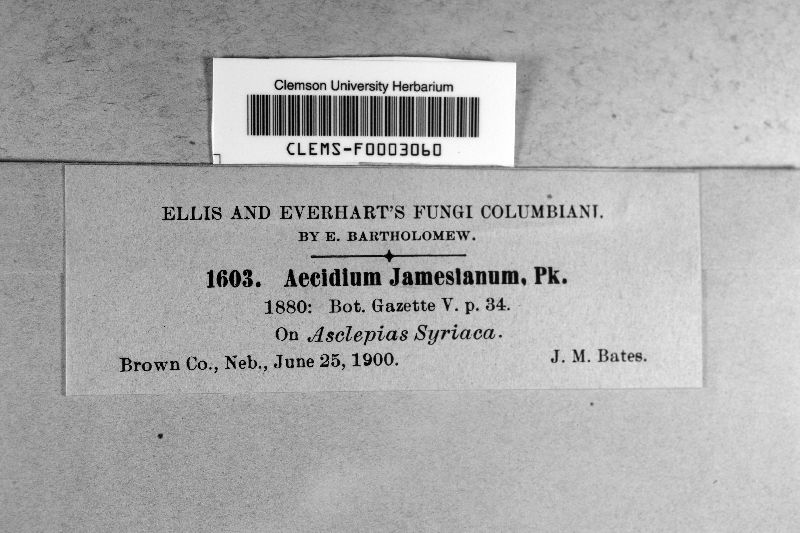 Clemson University Herbarium
CLEMS-F0003060
ELLIS AND EVERHART'S FUNGI COLUMBIANI.
BY E. BARTHOLOMEW.
1603. Aecidium Jamesianum, Pk.
1880: Bot. Gazette V. p. 34.
On Asclepias Syriaca.
Brown Co., Neb., June 25, 1900. J. M. Bates.